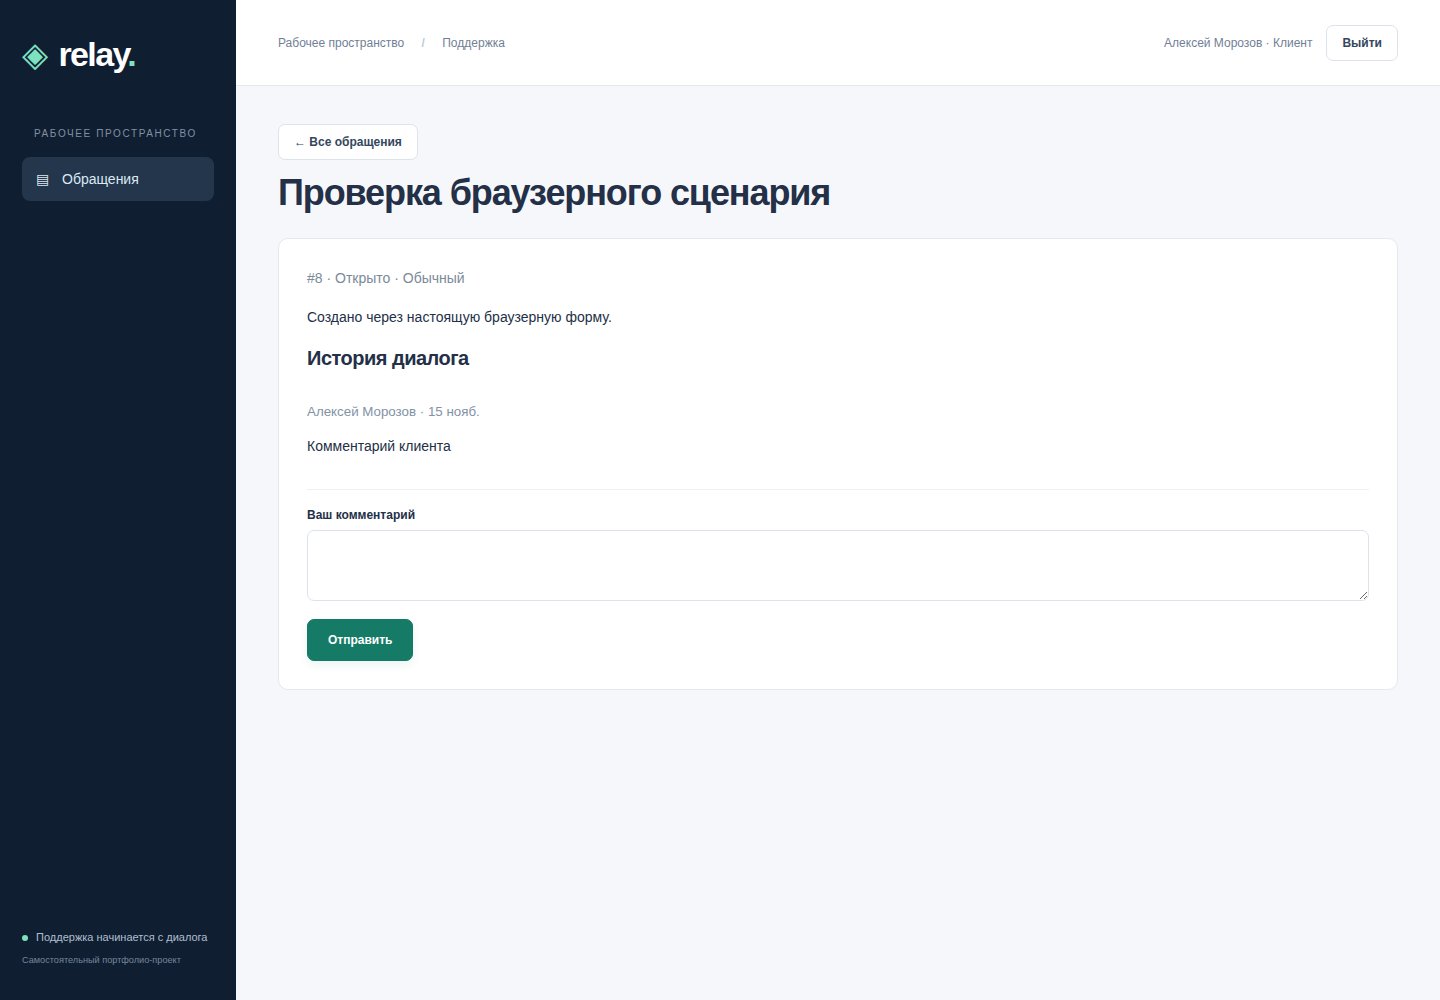 relay.
РАБОЧЕЕ ПРОСТРАНСТВО
Обращения
Поддержка начинается с диалога
Самостоятельный портфолио-проект
Рабочее пространство / Поддержка
Алексей Морозов · Клиент
Выйти
← Все обращения
Проверка браузерного сценария
#8 · Открыто · Обычный
Создано через настоящую браузерную форму.
История диалога
Алексей Морозов · 15 нояб.
Комментарий клиента
Ваш комментарий
Отправить